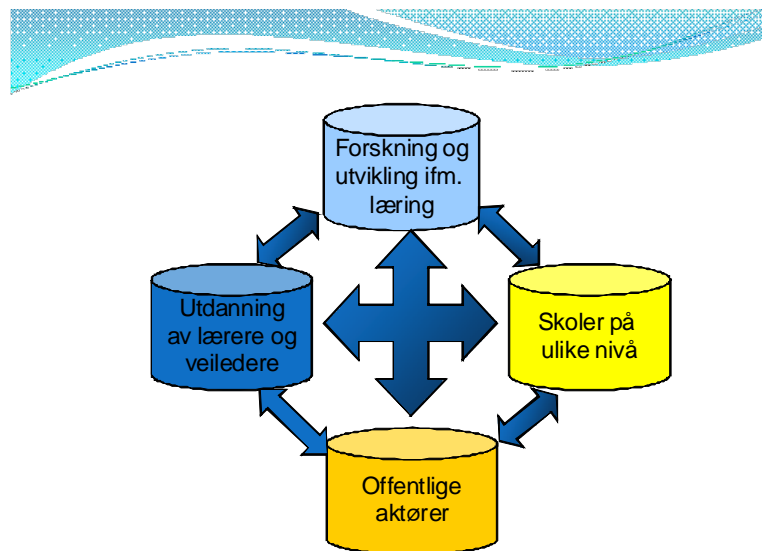 Forskning og
utvikling ifm.
læring
Utdanning
av lærere og
veiledere
Skoler på
ulike nivå
Offentlige
aktører